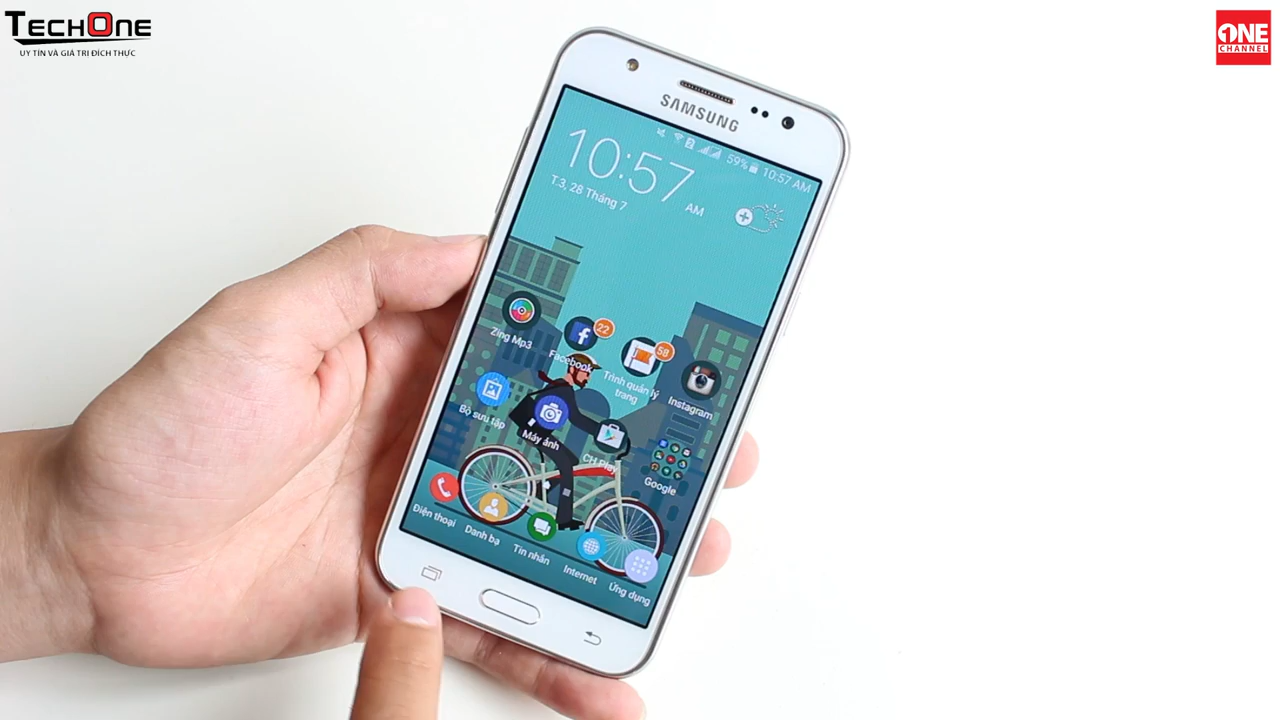 TECHONE
UY TÍN VÀ GIÁ TRỊ ĐÍCH THỰC
ONE
CHANNEL
SAMSUNG
2 59% 10:57 AM
10:57 AM
T.3, 28 Tháng 7
Zing Mp3
Facebook
22
Trình quản lý
trang
58
Instagram
Bộ sưu tập
Máy ảnh
CH Play
Google
Điện thoại
Danh bạ
Tin nhắn
Internet
Ứng dụng